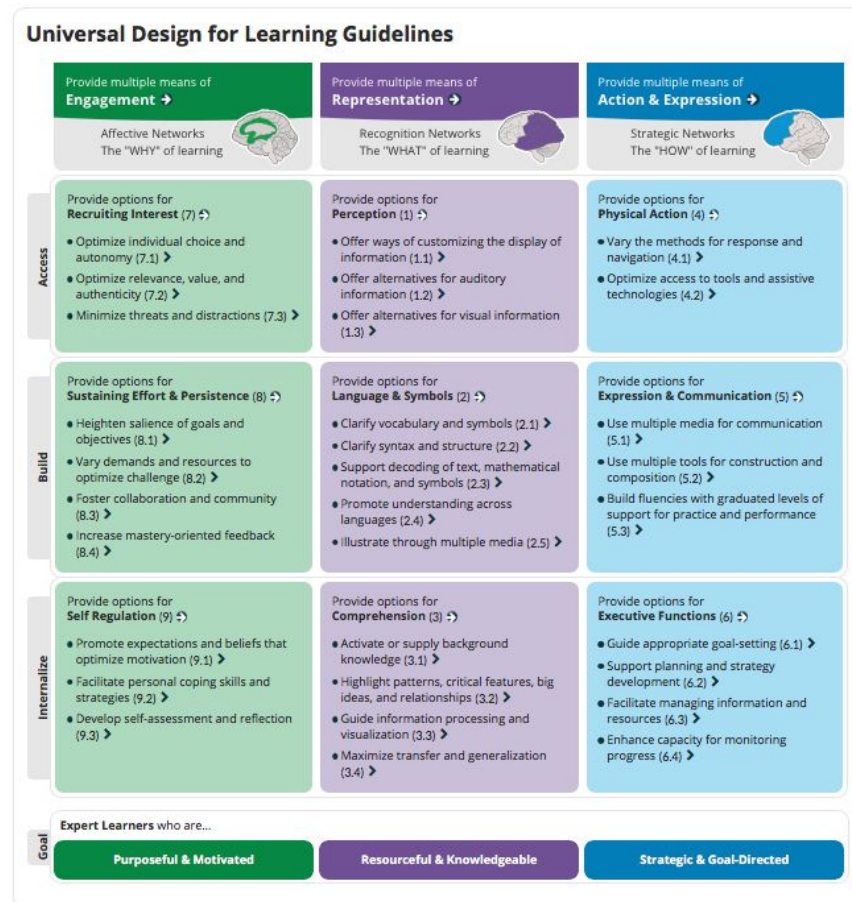 Universal Design for Learning Guidelines
Provide multiple means of
Engagement
Affective Networks
The "WHY" of learning
Provide multiple means of
Representation
Recognition Networks
The "WHAT" of learning
Provide multiple means of
Action & Expression
Strategic Networks
The "HOW" of learning
Access
Provide options for
Recruiting Interest (7)
• Optimize individual choice and
autonomy (7.1)
• Optimize relevance, value, and
authenticity (7.2)
• Minimize threats and distractions (7.3)
Provide options for
Perception (1)
• Offer ways of customizing the display of
information (1.1)
• Offer alternatives for auditory
information (1.2)
• Offer alternatives for visual information
(1.3)
Provide options for
Physical Action (4)
• Vary the methods for response and
navigation (4.1)
• Optimize access to tools and assistive
technologies (4.2)
Build
Provide options for
Sustaining Effort & Persistence (8)
• Heighten salience of goals and
objectives (8.1)
• Vary demands and resources to
optimize challenge (8.2)
• Foster collaboration and community
(8.3)
• Increase mastery-oriented feedback
(8.4)
Provide options for
Language & Symbols (2)
• Clarify vocabulary and symbols (2.1)
• Clarify syntax and structure (2.2)
• Support decoding of text, mathematical
notation, and symbols (2.3)
• Promote understanding across
languages (2.4)
• Illustrate through multiple media (2.5)
Provide options for
Expression & Communication (5)
• Use multiple media for communication
(5.1)
• Use multiple tools for construction and
composition (5.2)
• Build fluencies with graduated levels of
support for practice and performance
(5.3)
Internalize
Provide options for
Self Regulation (9)
• Promote expectations and beliefs that
optimize motivation (9.1)
• Facilitate personal coping skills and
strategies (9.2)
• Develop self-assessment and reflection
(9.3)
Provide options for
Comprehension (3)
• Activate or supply background
knowledge (3.1)
• Highlight patterns, critical features, big
ideas, and relationships (3.2)
• Guide information processing and
visualization (3.3)
• Maximize transfer and generalization
(3.4)
Provide options for
Executive Functions (6)
• Guide appropriate goal-setting (6.1)
• Support planning and strategy
development (6.2)
• Facilitate managing information and
resources (6.3)
• Enhance capacity for monitoring
progress (6.4)
Goal
Expert Learners who are...
Purposeful & Motivated
Resourceful & Knowledgeable
Strategic & Goal-Directed